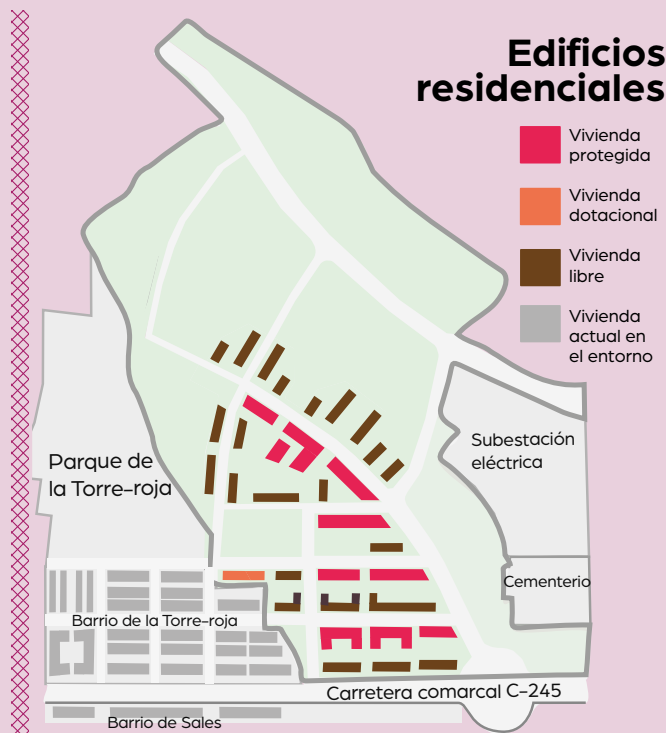 Edificios
residenciales
Vivienda
protegida
Vivienda
dotacional
Vivienda
libre
Vivienda
actual en
el entorno
Subestación
eléctrica
Parque de
la Torre-roja
Cementerio
Barrio de la Torre-roja
Carretera comarcal C-245
Barrio de Sales